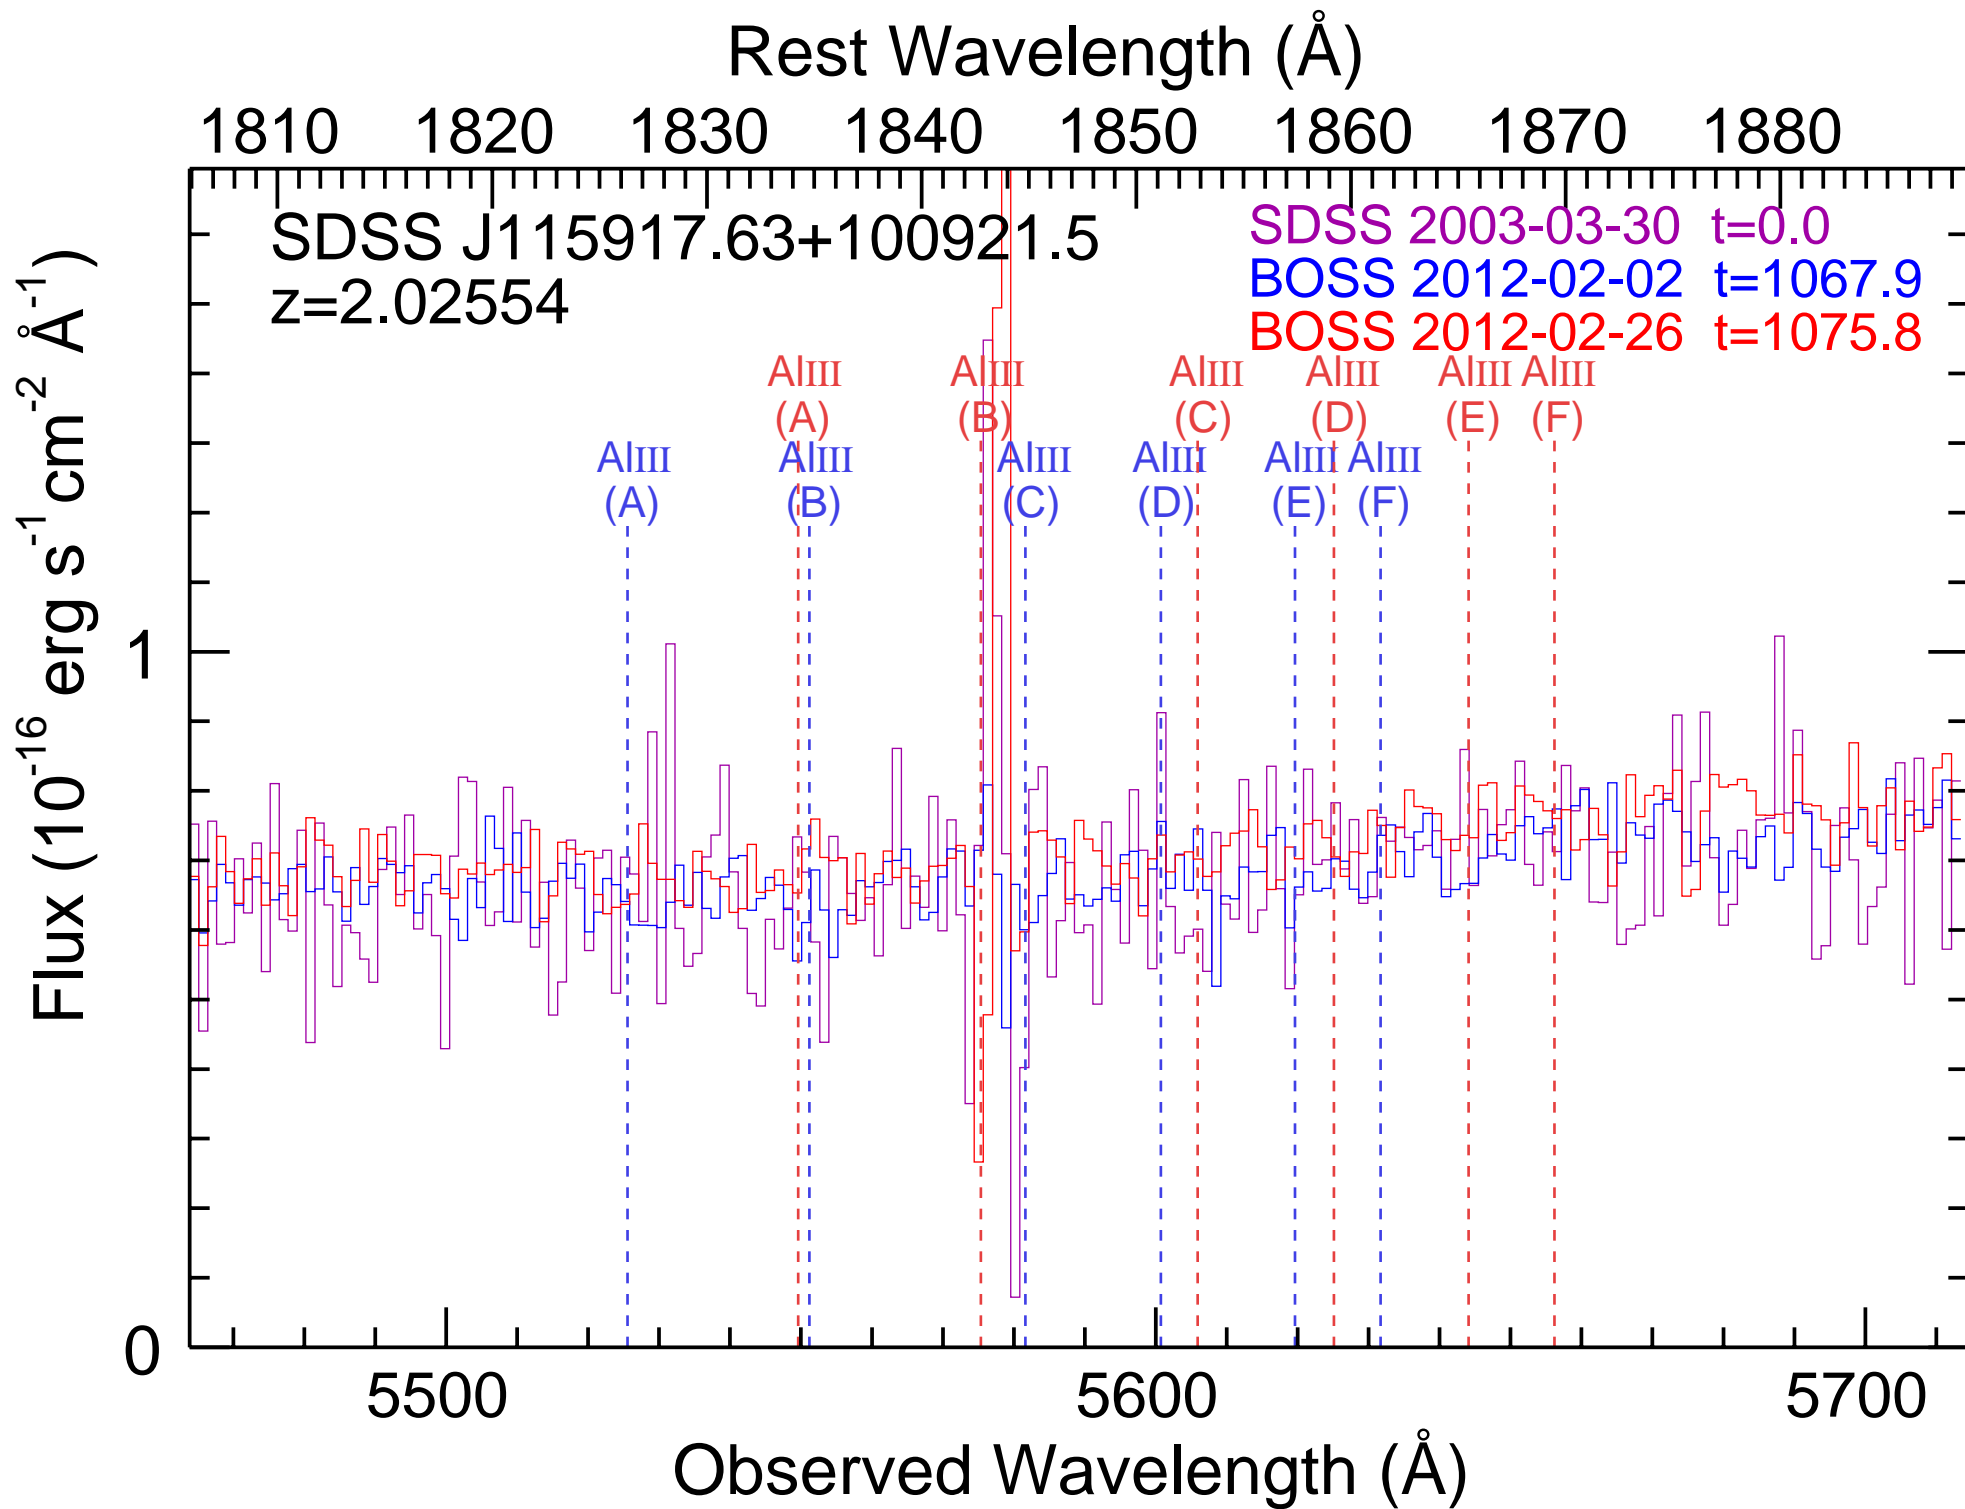 Rest Wavelength (Å)
1810 1820 1830 1840 1850 1860 1870 1880
SDSS J115917.63+100921.5
z=2.02554
SDSS 2003-03-30 t=0.0
BOSS 2012-02-02 t=1067.9
BOSS 2012-02-26 t=1075.8
AlIII AlIII AlIII AlIII AlIII AlIII
(A) (B) (C) (D) (E) (F)
AlIII AlIII AlIII AlIII AlIII AlIII
(A) (B) (C) (D) (E) (F)
Flux (10⁻¹⁶ erg s⁻¹ cm⁻² Å⁻¹)
1
0
5500 5600 5700
Observed Wavelength (Å)